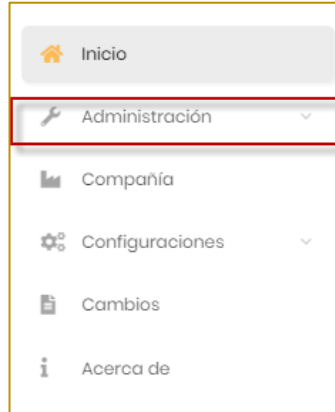 Inicio
Administración
Compañía
Configuraciones
Cambios
Acerca de